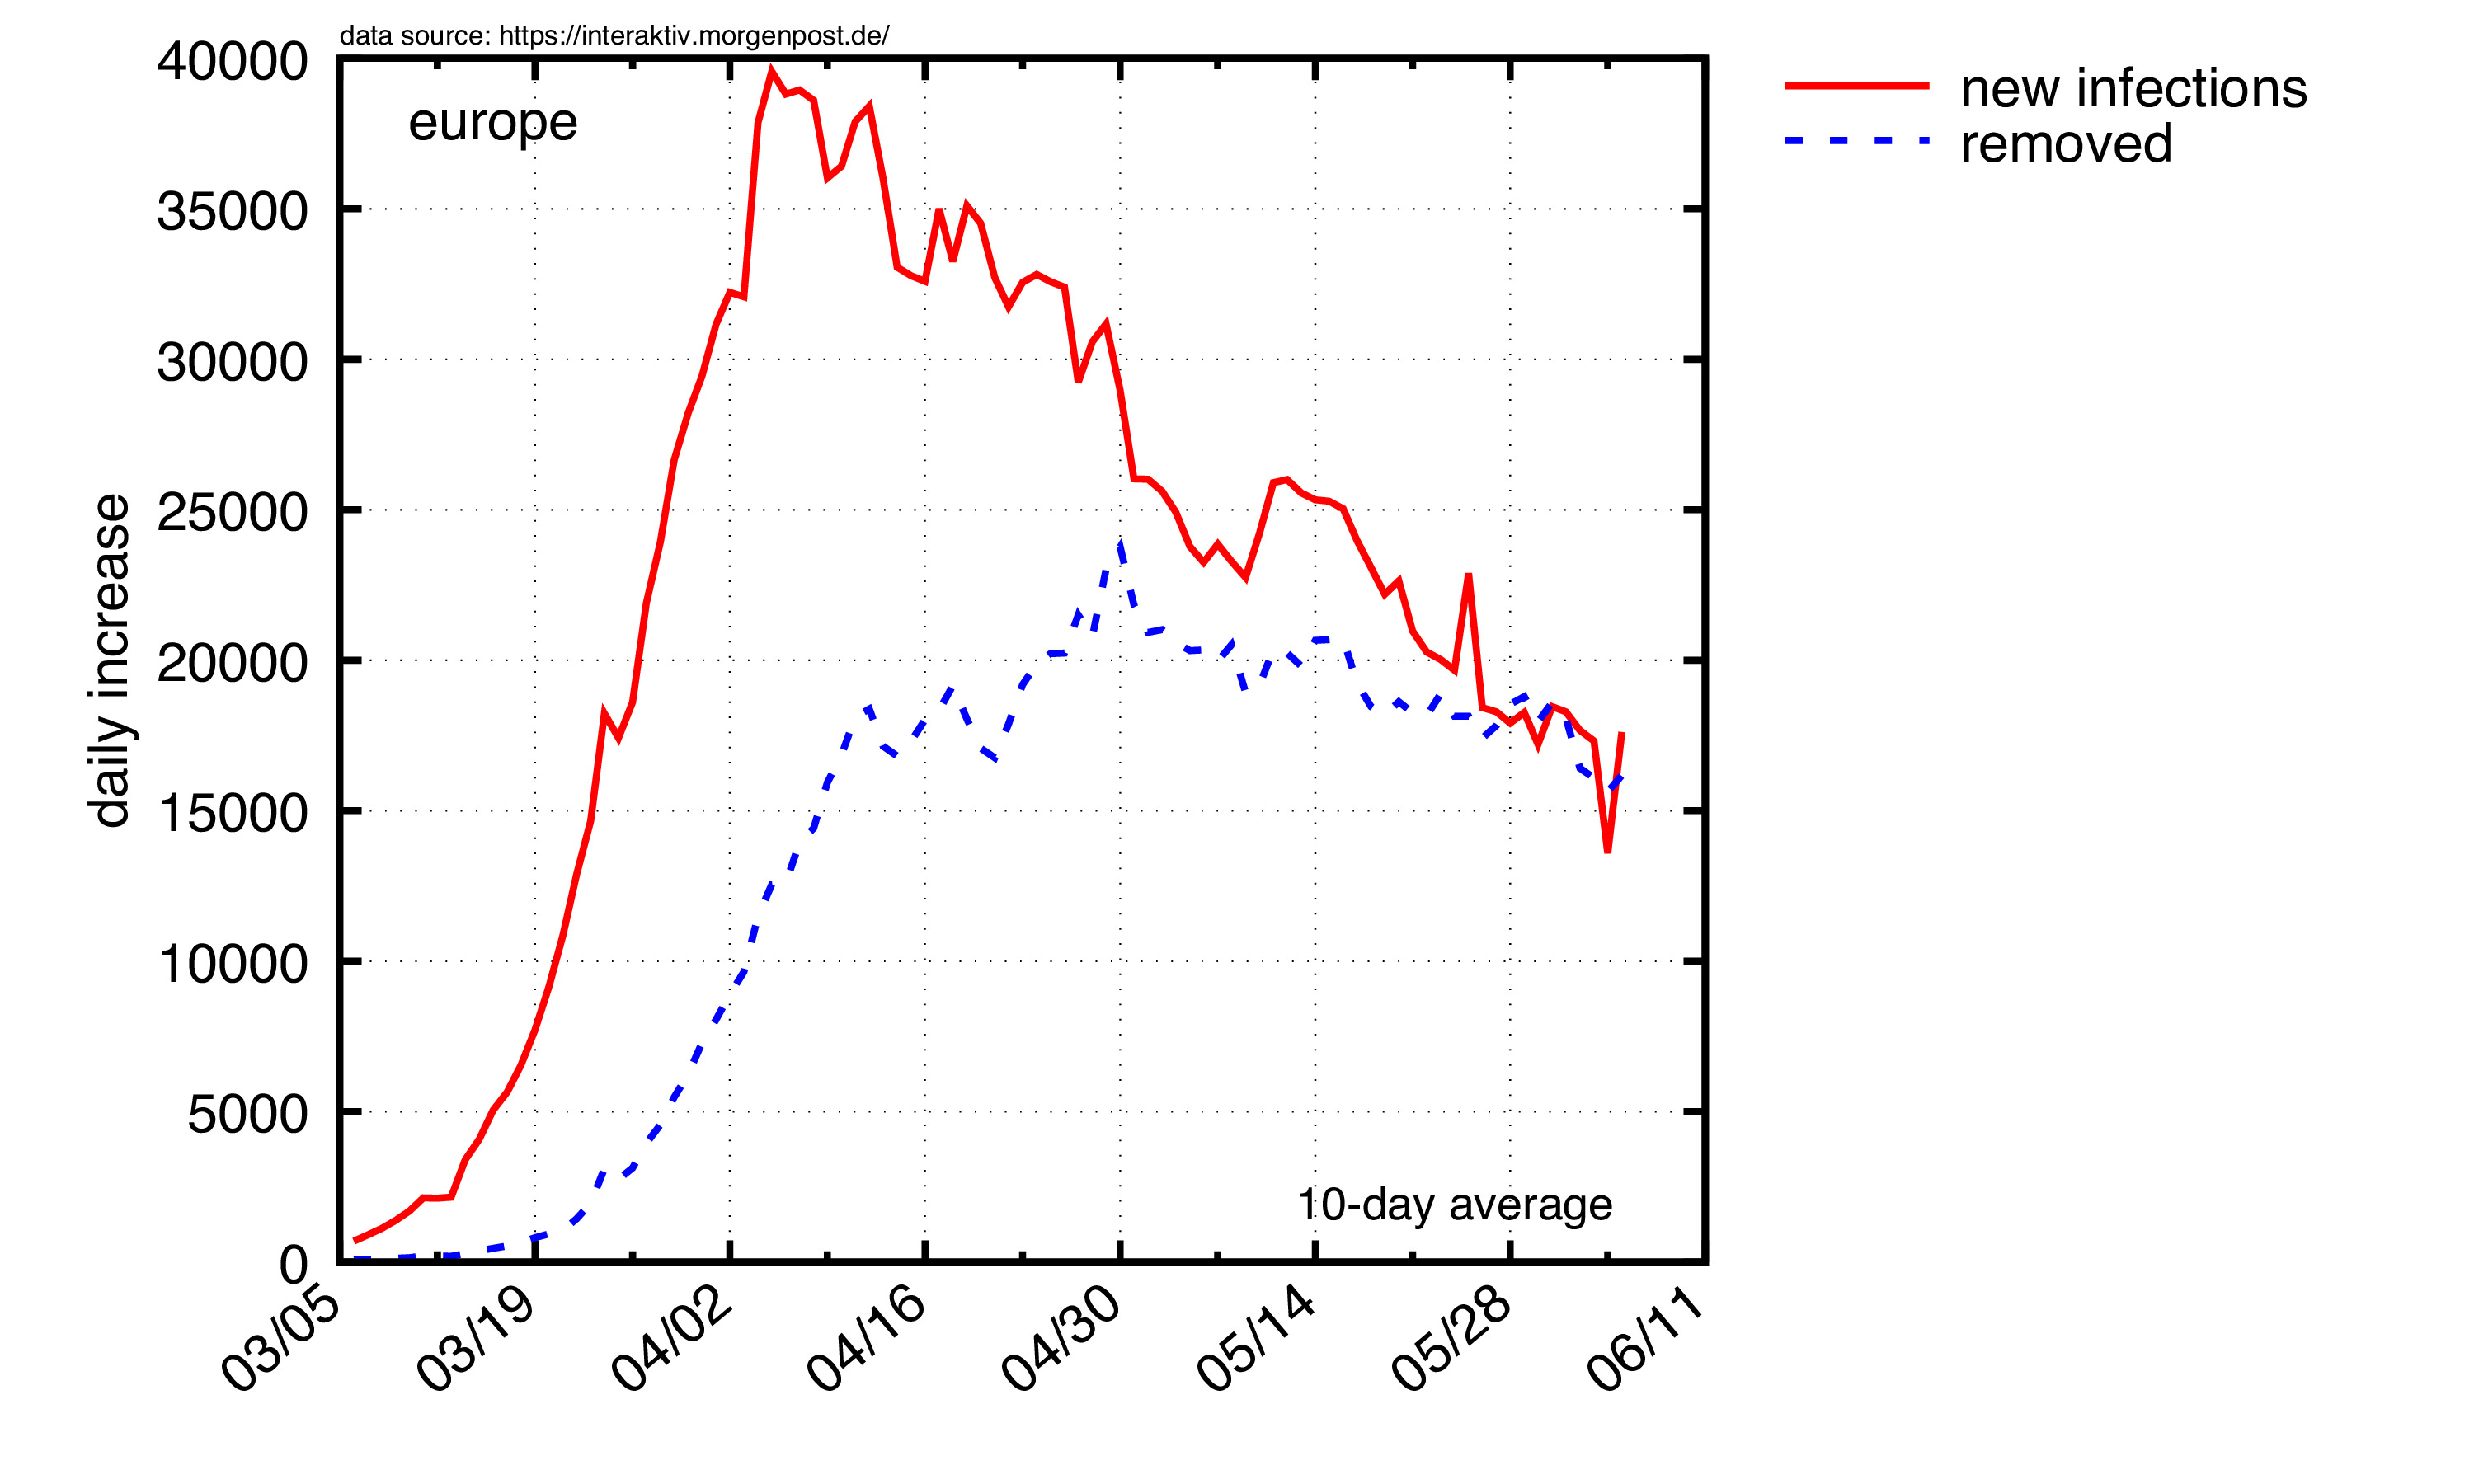 data source: https://interaktiv.morgenpost.de/
40000
35000
30000
25000
20000
15000
10000
5000
0
daily increase
europe
new infections
removed
10-day average
03/05
03/19
04/02
04/16
04/30
05/14
05/28
06/11